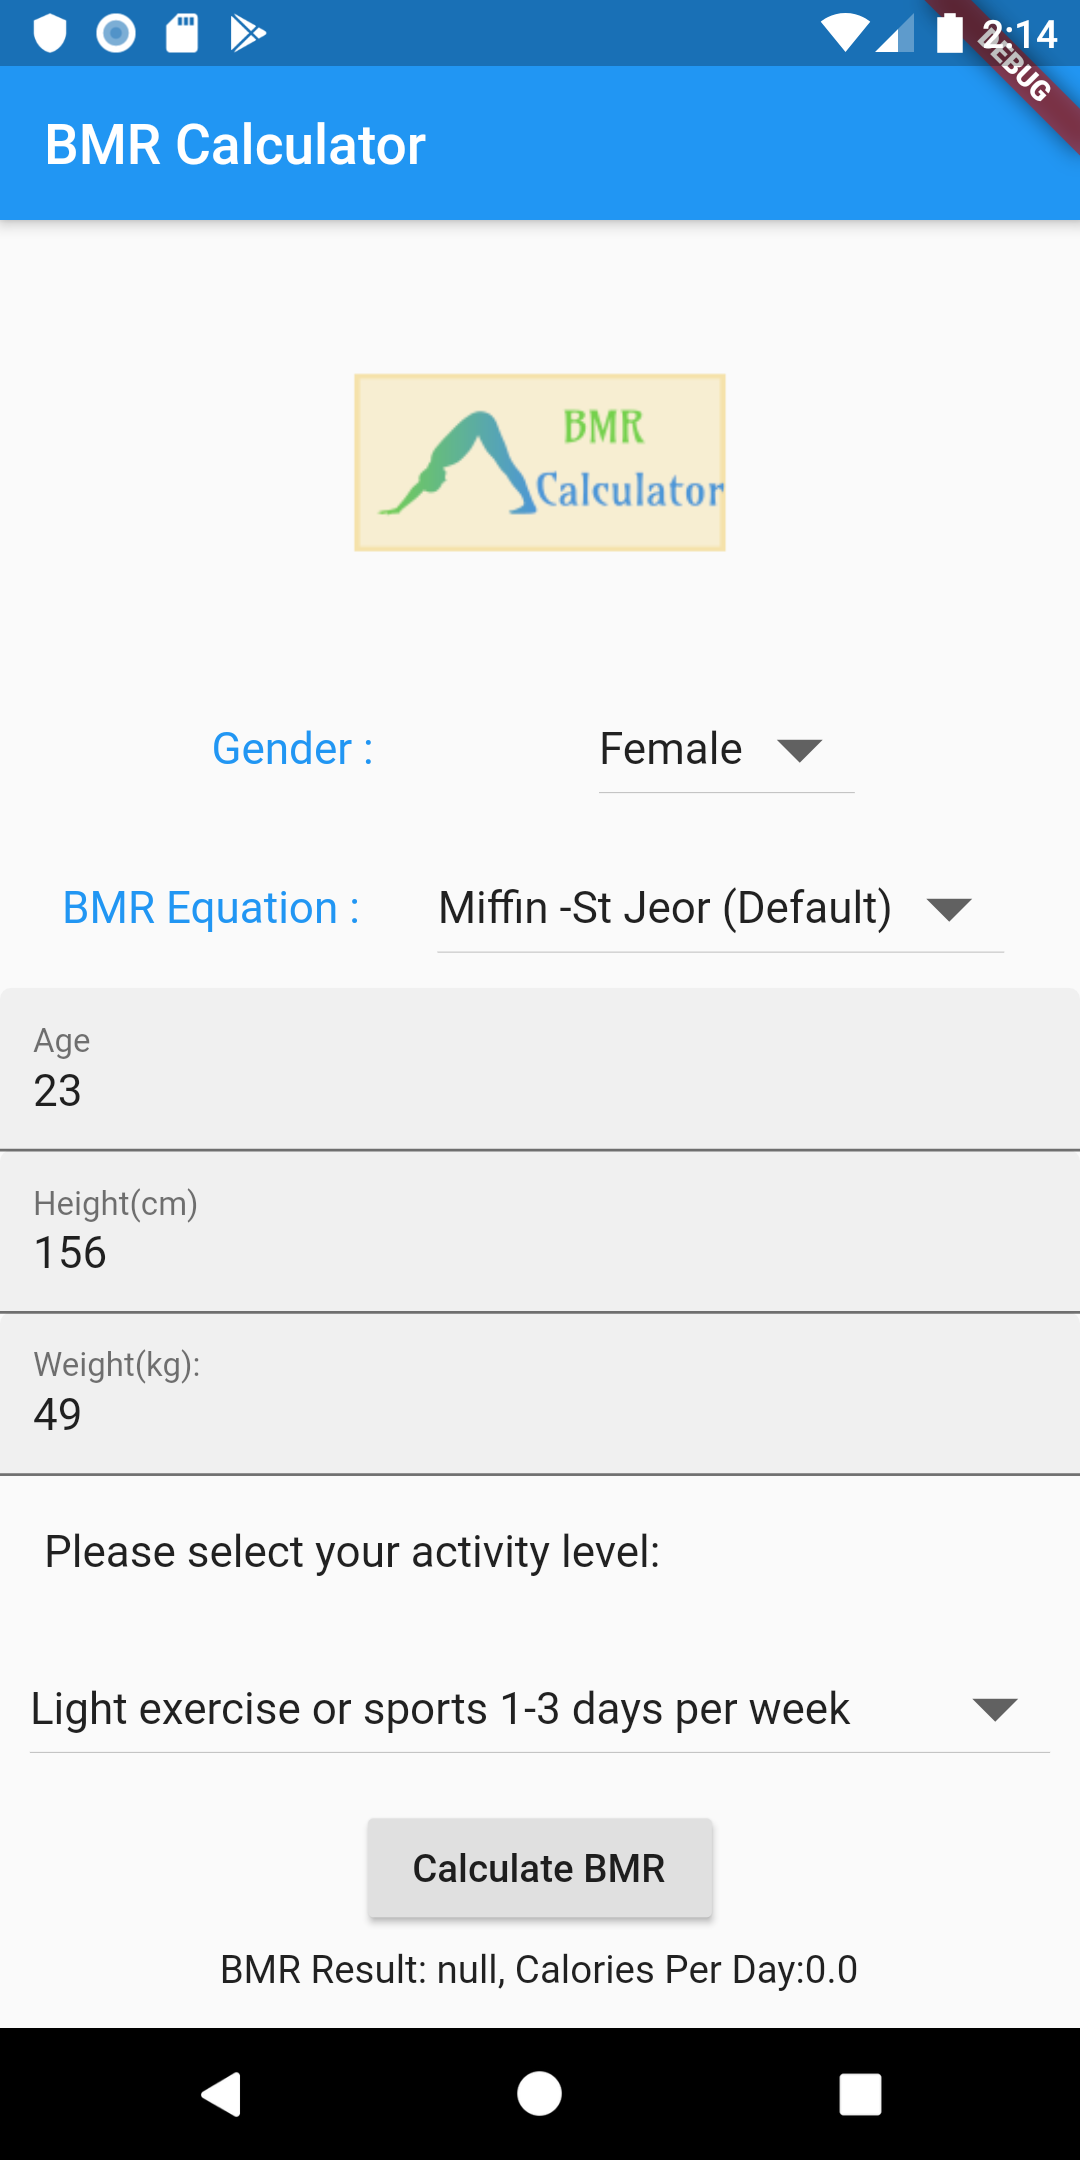 2:14
DEBUG
BMR Calculator
BMR
Calculator
Gender :
Female
BMR Equation :
Miffin -St Jeor (Default)
Age
23
Height(cm)
156
Weight(kg):
49
Please select your activity level:
Light exercise or sports 1-3 days per week
Calculate BMR
BMR Result: null, Calories Per Day:0.0